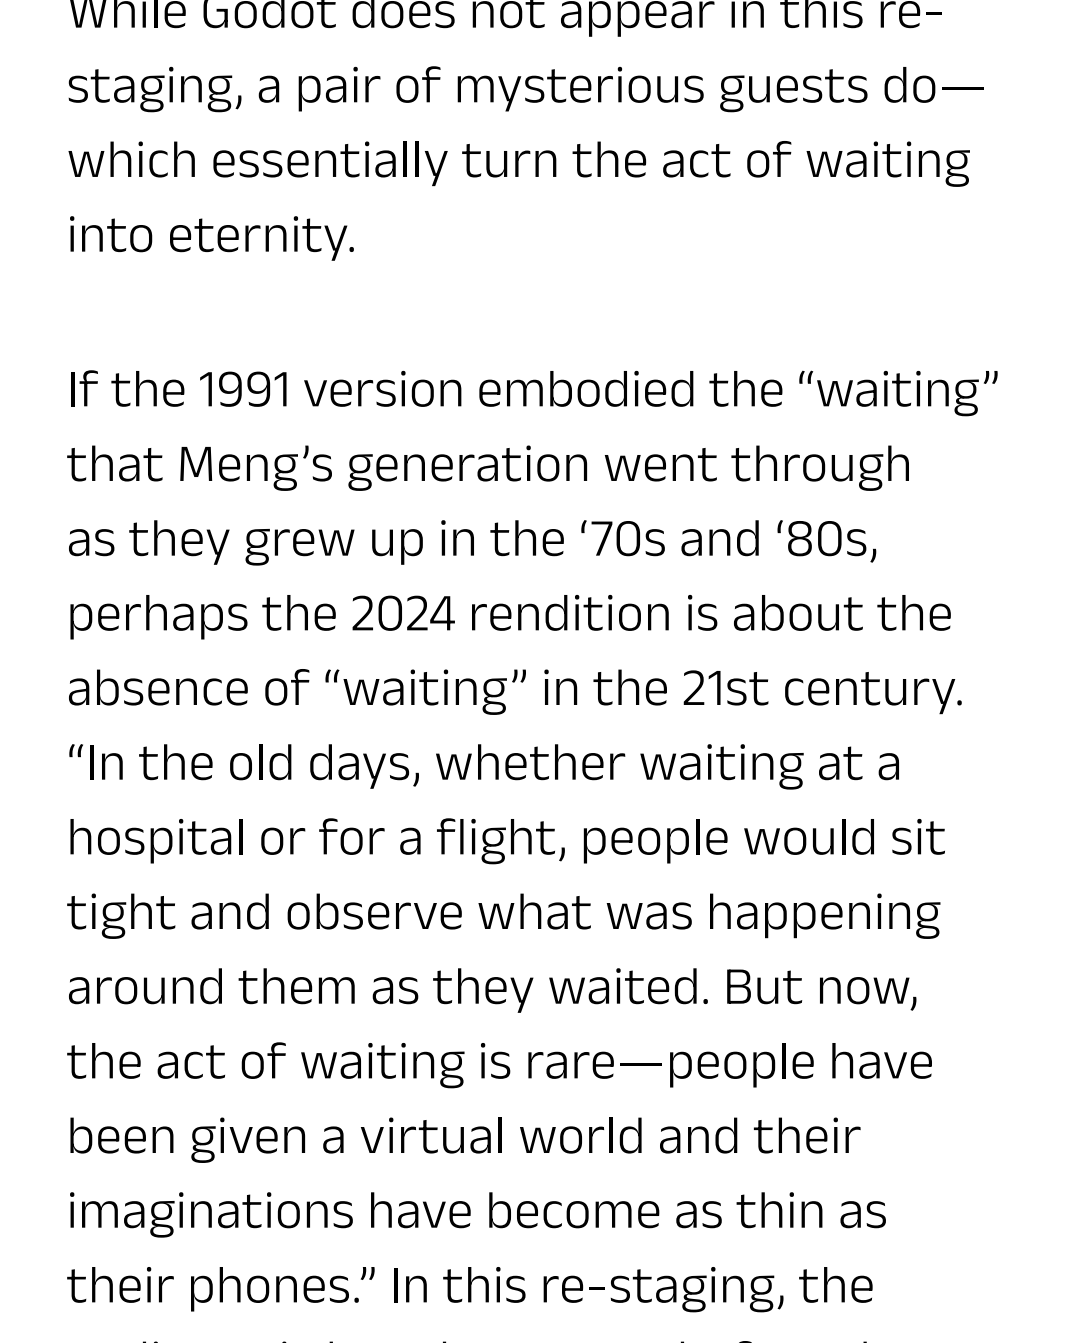 While Godot does not appear in this re-
staging, a pair of mysterious guests do—
which essentially turn the act of waiting
into eternity.
If the 1991 version embodied the “waiting”
that Meng’s generation went through
as they grew up in the ‘70s and ‘80s,
perhaps the 2024 rendition is about the
absence of “waiting” in the 21st century.
“In the old days, whether waiting at a
hospital or for a flight, people would sit
tight and observe what was happening
around them as they waited. But now,
the act of waiting is rare—people have
been given a virtual world and their
imaginations have become as thin as
their phones.” In this re-staging, the